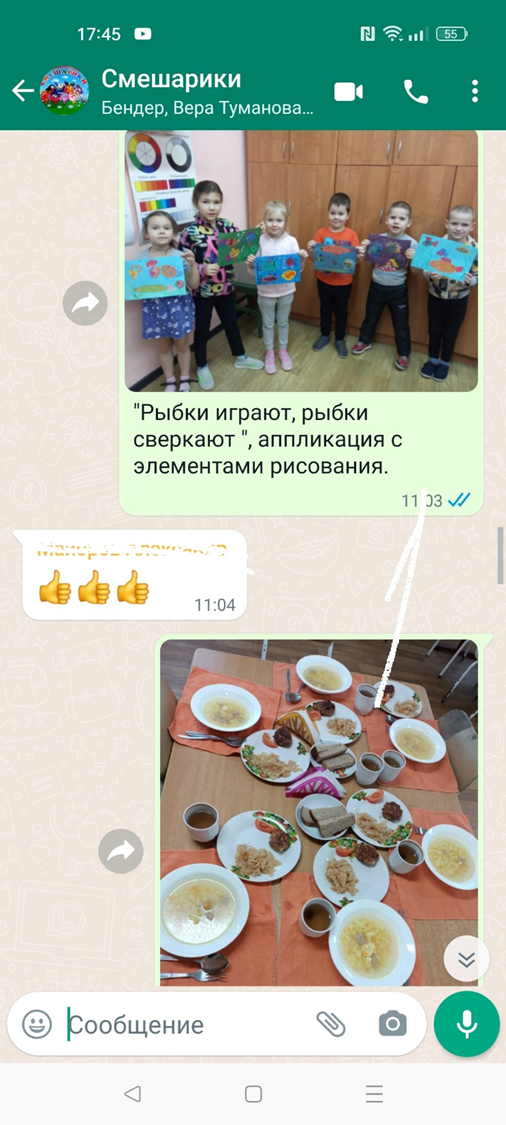 17:45
55
Смешарики
Бендер, Вера Туманова...
"Рыбки играют, рыбки
сверкают ", аппликация с
элементами рисования.
11:03
11:04
Сообщение